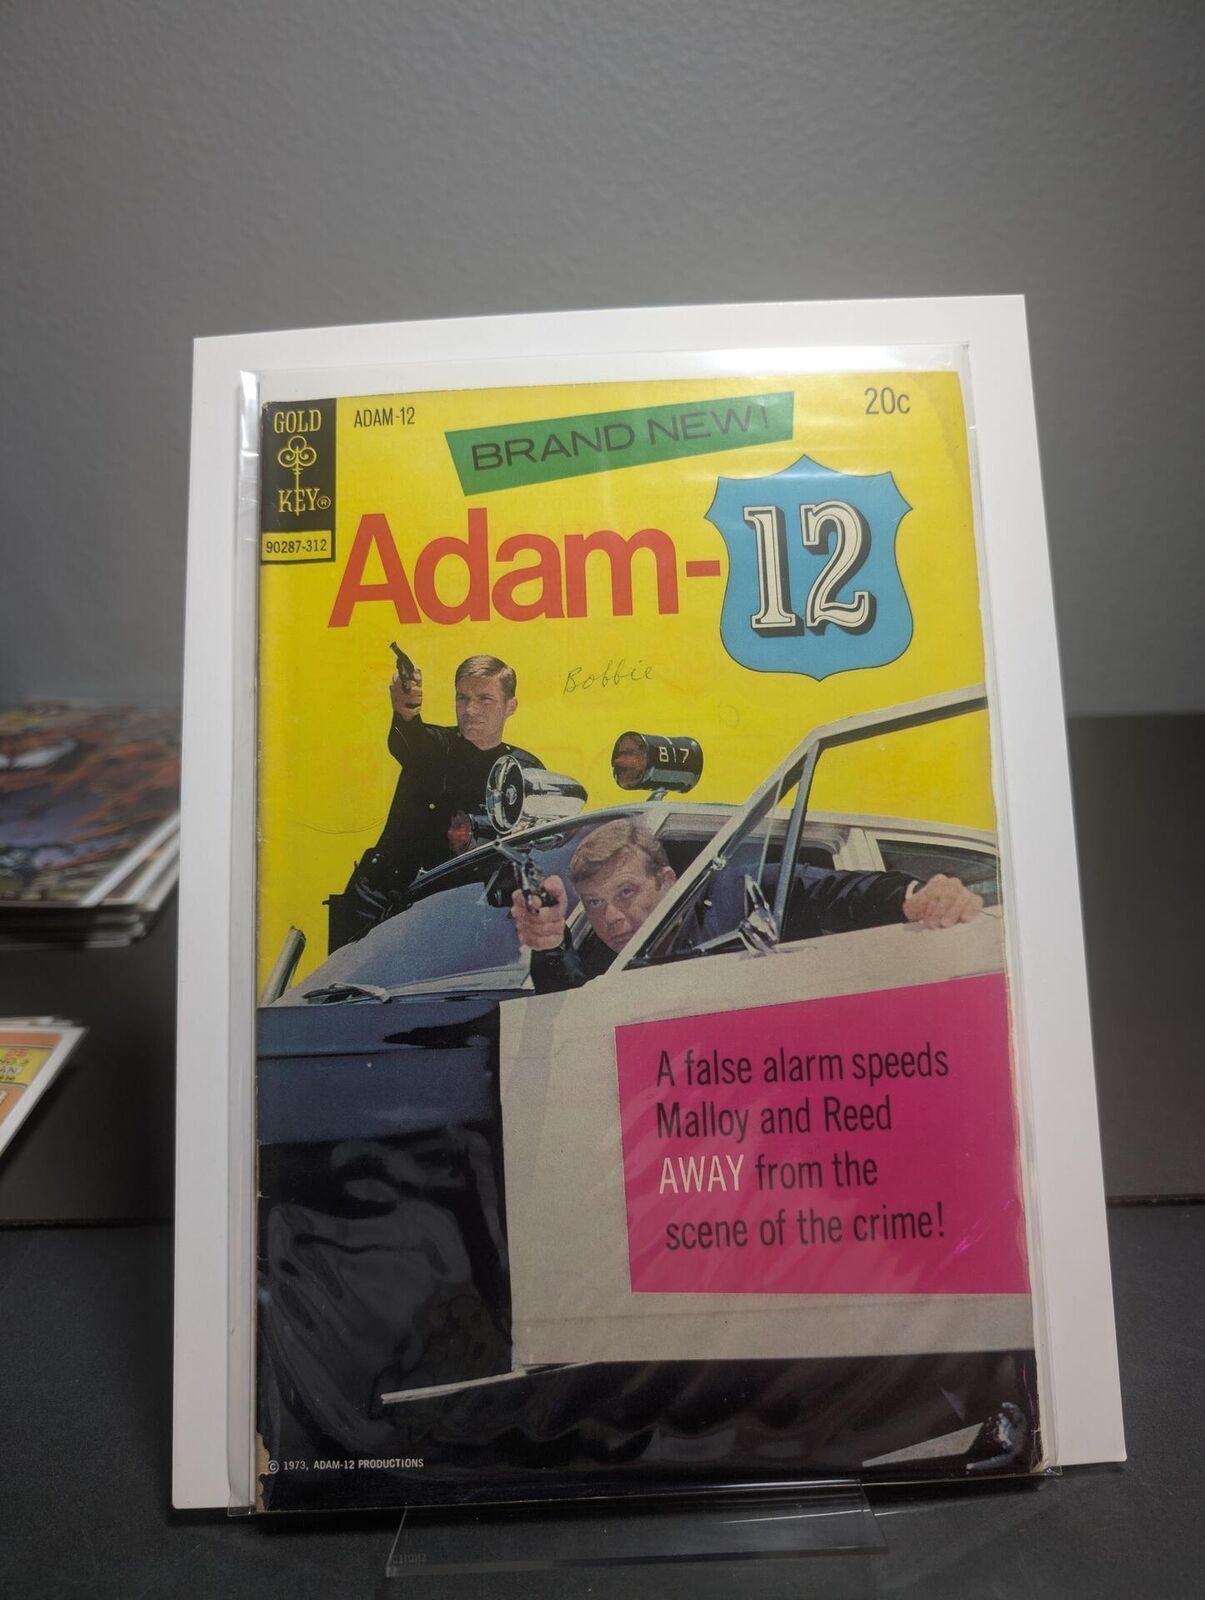 GOLD
KEY®
ADAM-12
BRAND NEW!
20c
90287-312
Adam-12
Bobbie
817
A false alarm speeds
Malloy and Reed
AWAY from the
scene of the crime!
© 1973, ADAM-12 PRODUCTIONS